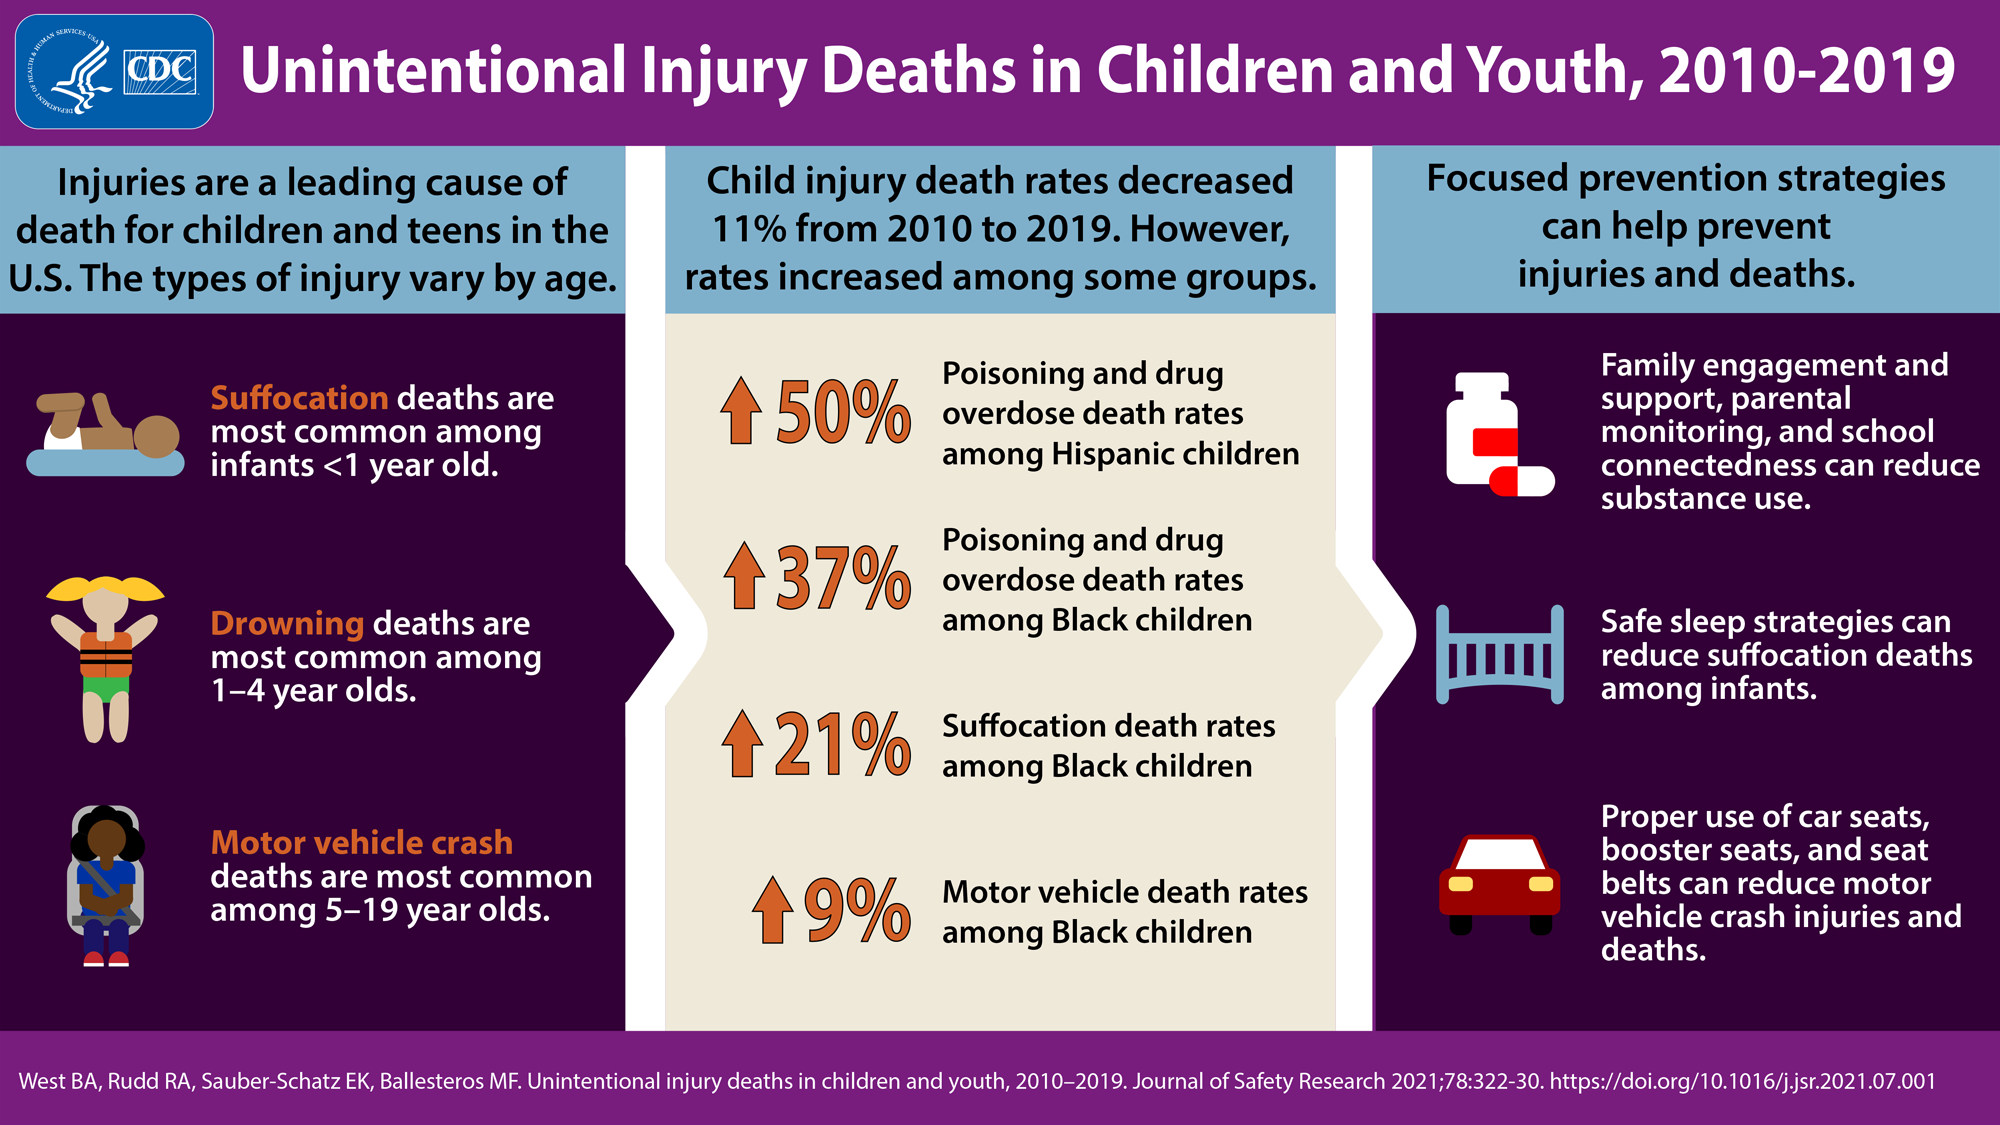 DEPARTMENT OF HEALTH & HUMAN SERVICES·USA
CDC
Unintentional Injury Deaths in Children and Youth, 2010-2019
Injuries are a leading cause of
death for children and teens in the
U.S. The types of injury vary by age.
Suffocation deaths are
most common among
infants <1 year old.
Drowning deaths are
most common among
1–4 year olds.
Motor vehicle crash
deaths are most common
among 5–19 year olds.
Child injury death rates decreased
11% from 2010 to 2019. However,
rates increased among some groups.
50%
Poisoning and drug
overdose death rates
among Hispanic children
37%
Poisoning and drug
overdose death rates
among Black children
21%
Suffocation death rates
among Black children
9%
Motor vehicle death rates
among Black children
Focused prevention strategies
can help prevent
injuries and deaths.
Family engagement and
support, parental
monitoring, and school
connectedness can reduce
substance use.
Safe sleep strategies can
reduce suffocation deaths
among infants.
Proper use of car seats,
booster seats, and seat
belts can reduce motor
vehicle crash injuries and
deaths.
West BA, Rudd RA, Sauber-Schatz EK, Ballesteros MF. Unintentional injury deaths in children and youth, 2010–2019. Journal of Safety Research 2021;78:322-30. https://doi.org/10.1016/j.jsr.2021.07.001